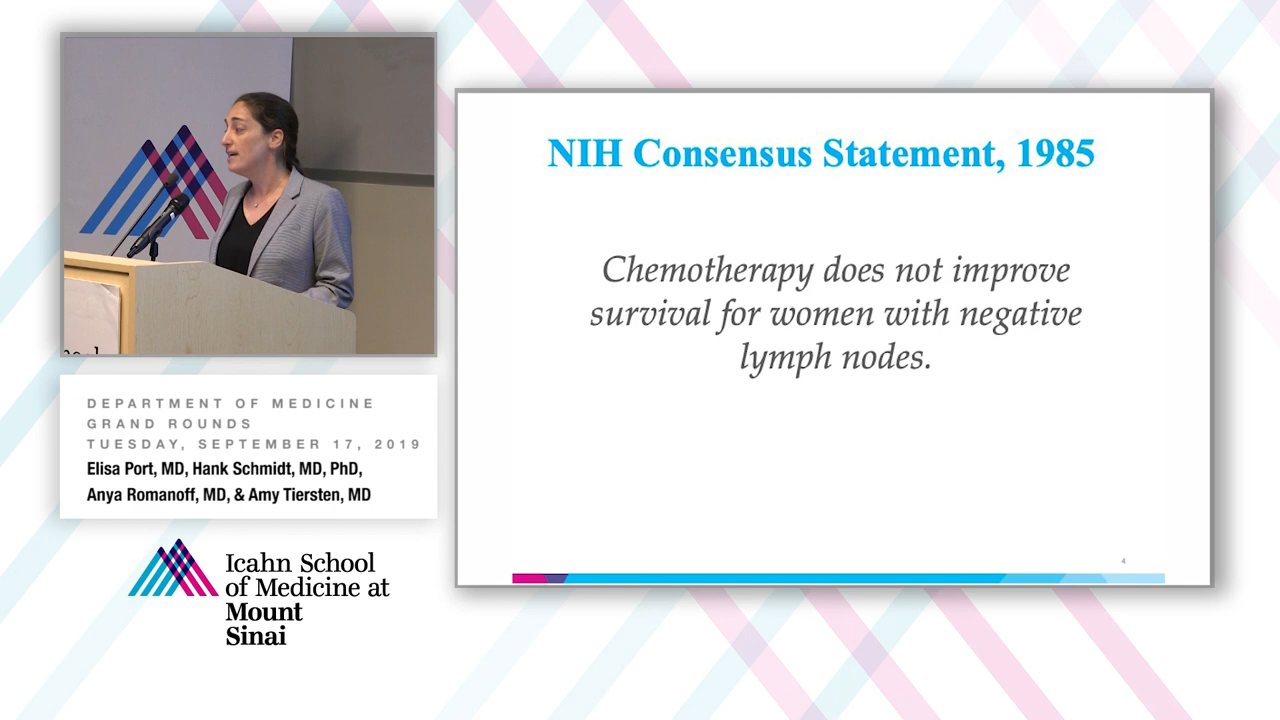 NIH Consensus Statement, 1985
Chemotherapy does not improve
survival for women with negative
lymph nodes.
4
DEPARTMENT OF MEDICINE
GRAND ROUNDS
TUESDAY, SEPTEMBER 17, 2019
Elisa Port, MD, Hank Schmidt, MD, PhD,
Anya Romanoff, MD, & Amy Tiersten, MD
Icahn School
of Medicine at
Mount
Sinai